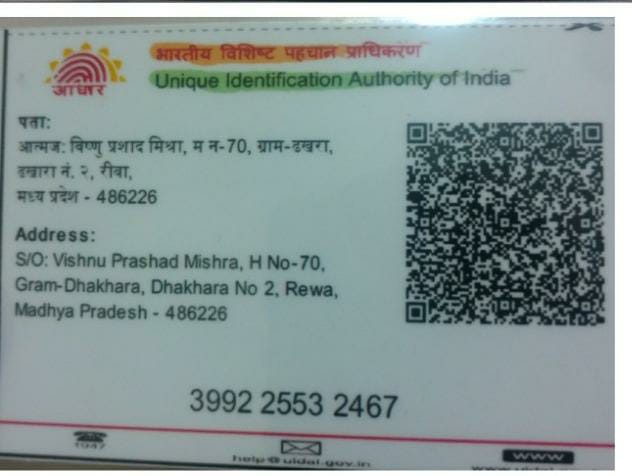 भारतीय विशिष्ट पहचान प्राधिकरण
Unique Identification Authority of India
आधार
पता:
आत्मज: विष्णु प्रशाद मिश्रा, म न-70, ग्राम-ढखरा,
ढखारा नं. २, रीवा,
मध्य प्रदेश - 486226
Address:
S/O: Vishnu Prashad Mishra, H No-70,
Gram-Dhakhara, Dhakhara No 2, Rewa,
Madhya Pradesh - 486226
3992 2553 2467
1947
help@uidai.gov.in
www